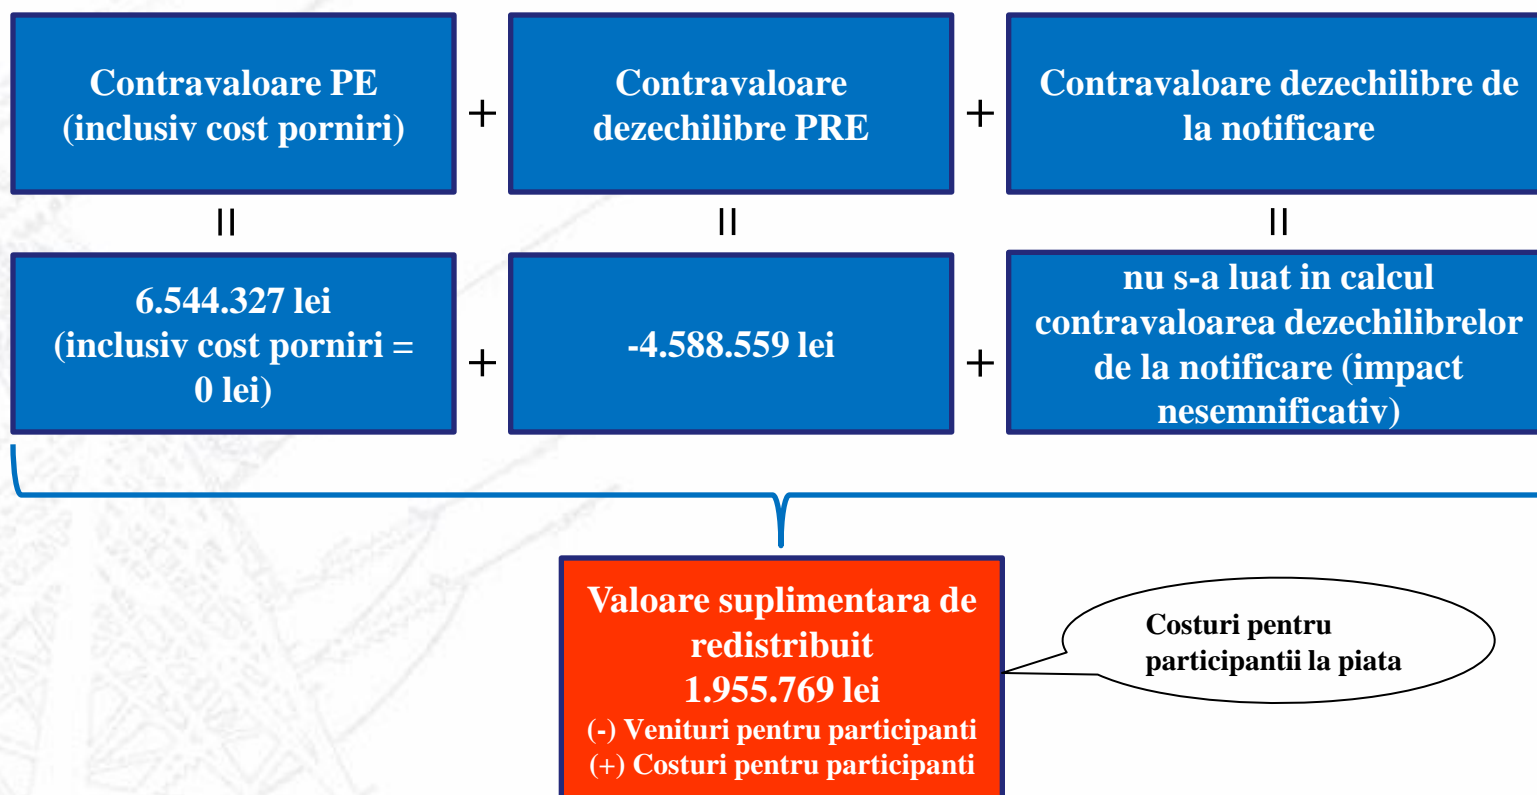 Contravaloare PE
(inclusiv cost porniri)
+
Contravaloare
dezechilibre PRE
+
Contravaloare dezechilibre de
la notificare
=
=
=
6.544.327 lei
(inclusiv cost porniri =
0 lei)
+
-4.588.559 lei
+
nu s-a luat in calcul
contravaloarea dezechilibrelor
de la notificare (impact
nesemnificativ)
Valoare suplimentara de
redistribuit
1.955.769 lei
(-) Venituri pentru participanti
(+) Costuri pentru participanti
Costuri pentru
participantii la piata